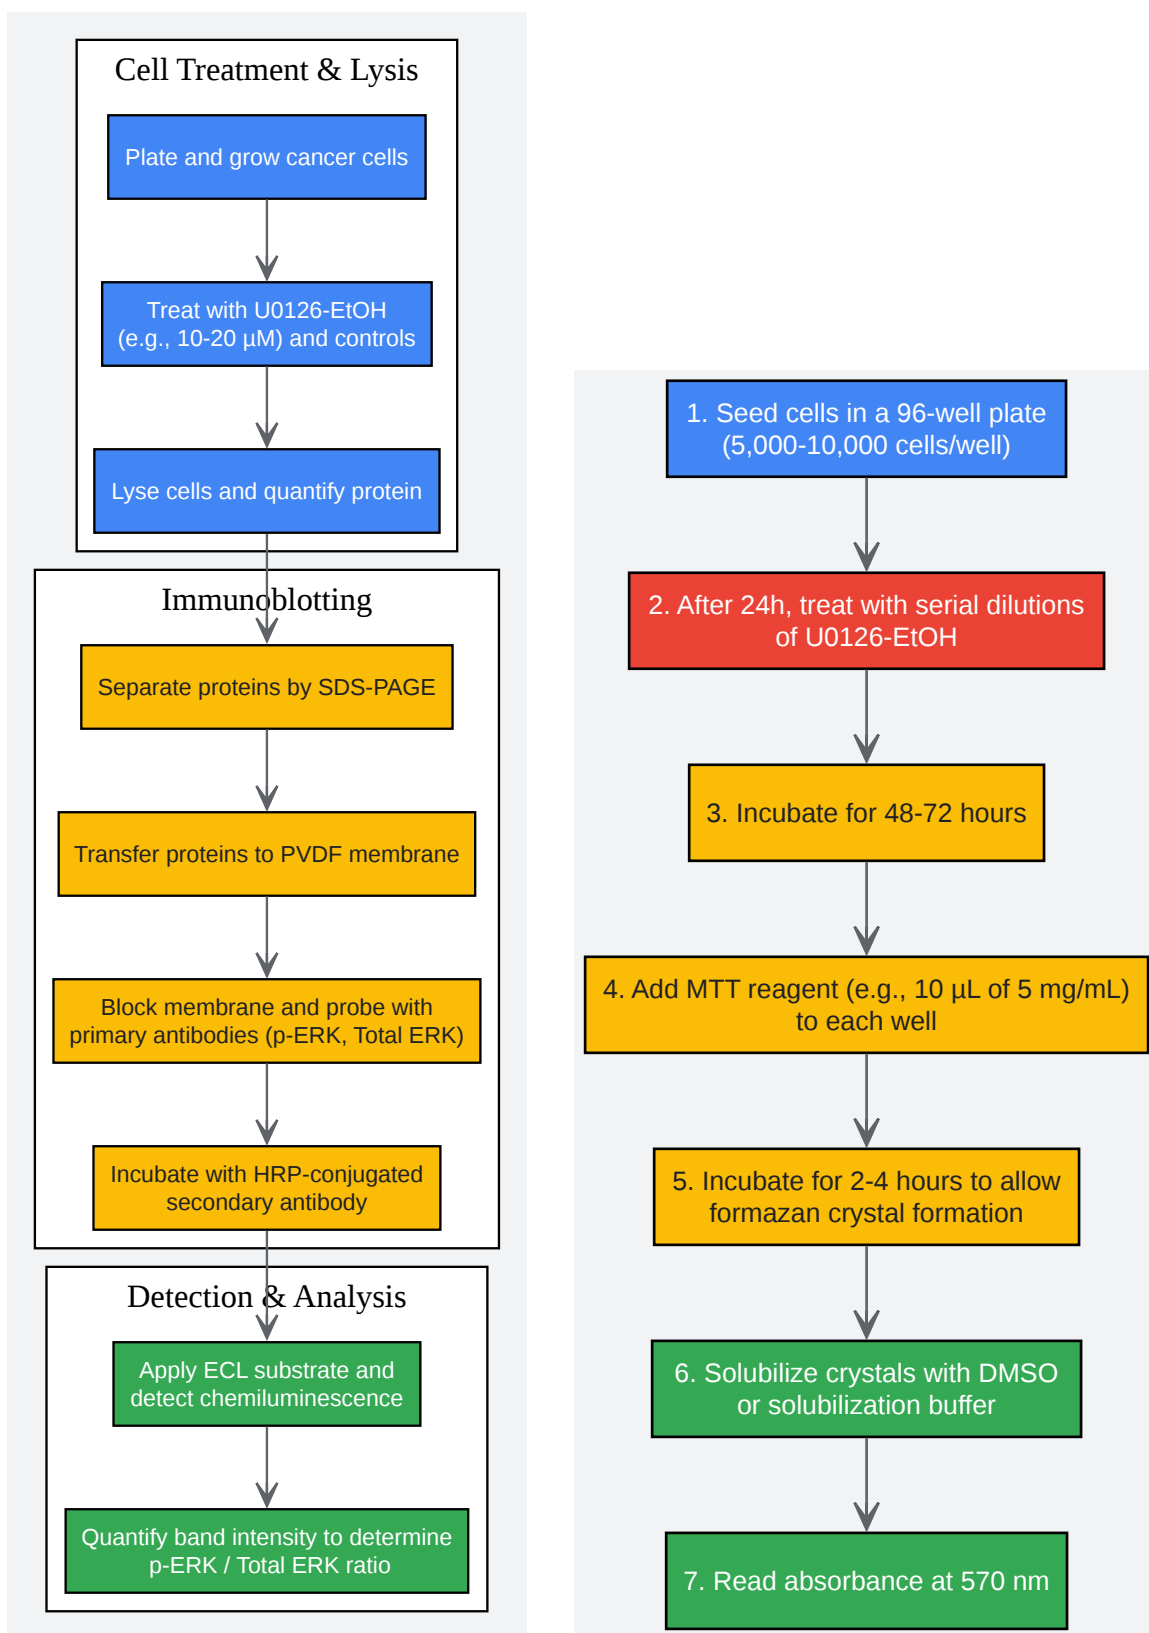 Cell Treatment & Lysis
Plate and grow cancer cells
Treat with U0126-EtOH
(e.g., 10-20 µM) and controls
Lyse cells and quantify protein
Immunoblotting
Separate proteins by SDS-PAGE
Transfer proteins to PVDF membrane
Block membrane and probe with
primary antibodies (p-ERK, Total ERK)
Incubate with HRP-conjugated
secondary antibody
Detection & Analysis
Apply ECL substrate and
detect chemiluminescence
Quantify band intensity to determine
p-ERK / Total ERK ratio
1. Seed cells in a 96-well plate
(5,000-10,000 cells/well)
2. After 24h, treat with serial dilutions
of U0126-EtOH
3. Incubate for 48-72 hours
4. Add MTT reagent (e.g., 10 µL of 5 mg/mL)
to each well
5. Incubate for 2-4 hours to allow
formazan crystal formation
6. Solubilize crystals with DMSO
or solubilization buffer
7. Read absorbance at 570 nm